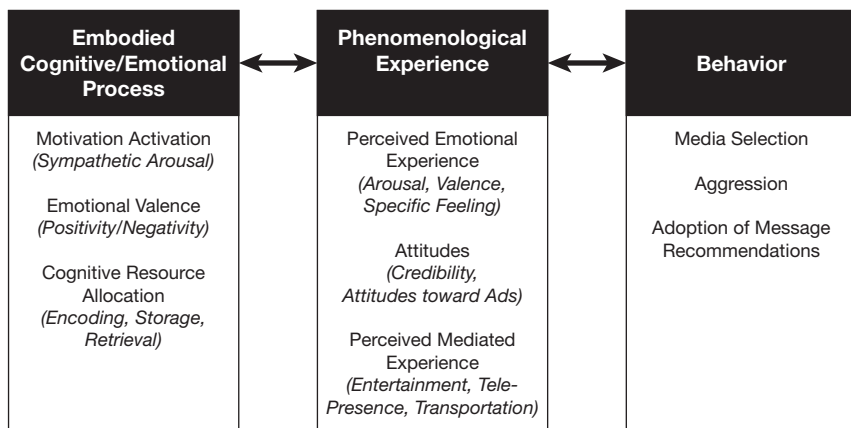 Embodied
Cognitive/Emotional
Process
Motivation Activation
(Sympathetic Arousal)
Emotional Valence
(Positivity/Negativity)
Cognitive Resource
Allocation
(Encoding, Storage,
Retrieval)
Phenomenological
Experience
Perceived Emotional
Experience
(Arousal, Valence,
Specific Feeling)
Attitudes
(Credibility,
Attitudes toward Ads)
Perceived Mediated
Experience
(Entertainment, Tele-
Presence, Transportation)
Behavior
Media Selection
Aggression
Adoption of Message
Recommendations